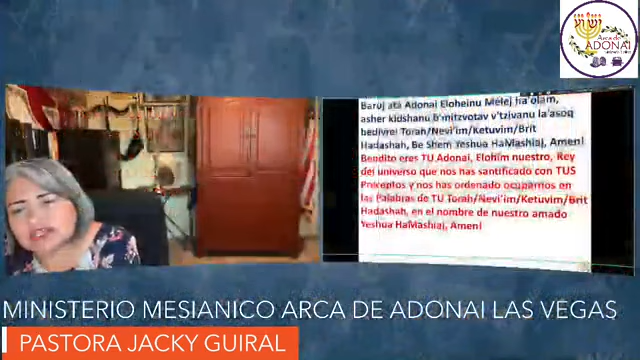 Arca de
ADONAI
Baruj atá Adonai Eloheinu Mélej ha'olam,
asher kidshanu b'mitzvotav v'tzivanu la'asoq
bedivrei Torah/Nevi'im/Ketuvim/Brit
Hadashah, Be Shem Yeshua HaMashiaj, Amen!
Bendito eres TU Adonai, Elohim nuestro, Rey
del universo que nos has santificado con TUS
Preceptos y nos has ordenado ocuparnos en
las Palabras de TU Torah/Nevi'im/Ketuvim/Brit
Hadashah, en el nombre de nuestro amado
Yeshua HaMashiaj, Amen!
MINISTERIO MESIANICO ARCA DE ADONAI LAS VEGAS
PASTORA JACKY GUIRAL